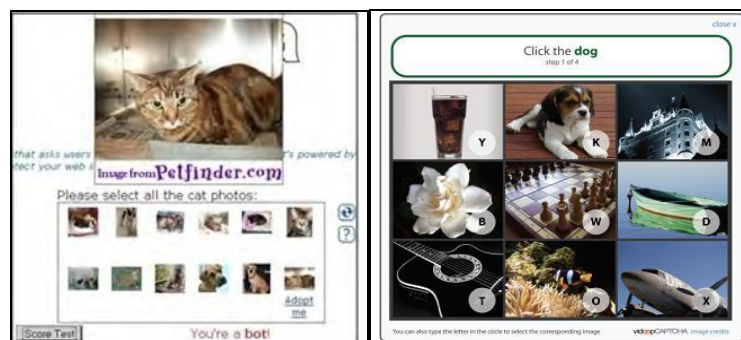 that asks users
t's powered by
tect your web s
Image from Petfinder.com
Please select all the cat photos:
?
Adopt
me
Score Test
You're a bot!
close x
Click the dog
step 1 of 4
Y
K
M
B
W
D
T
O
X
You can also type the letter in the circle to select the corresponding image
vidoopCAPTCHA image credits